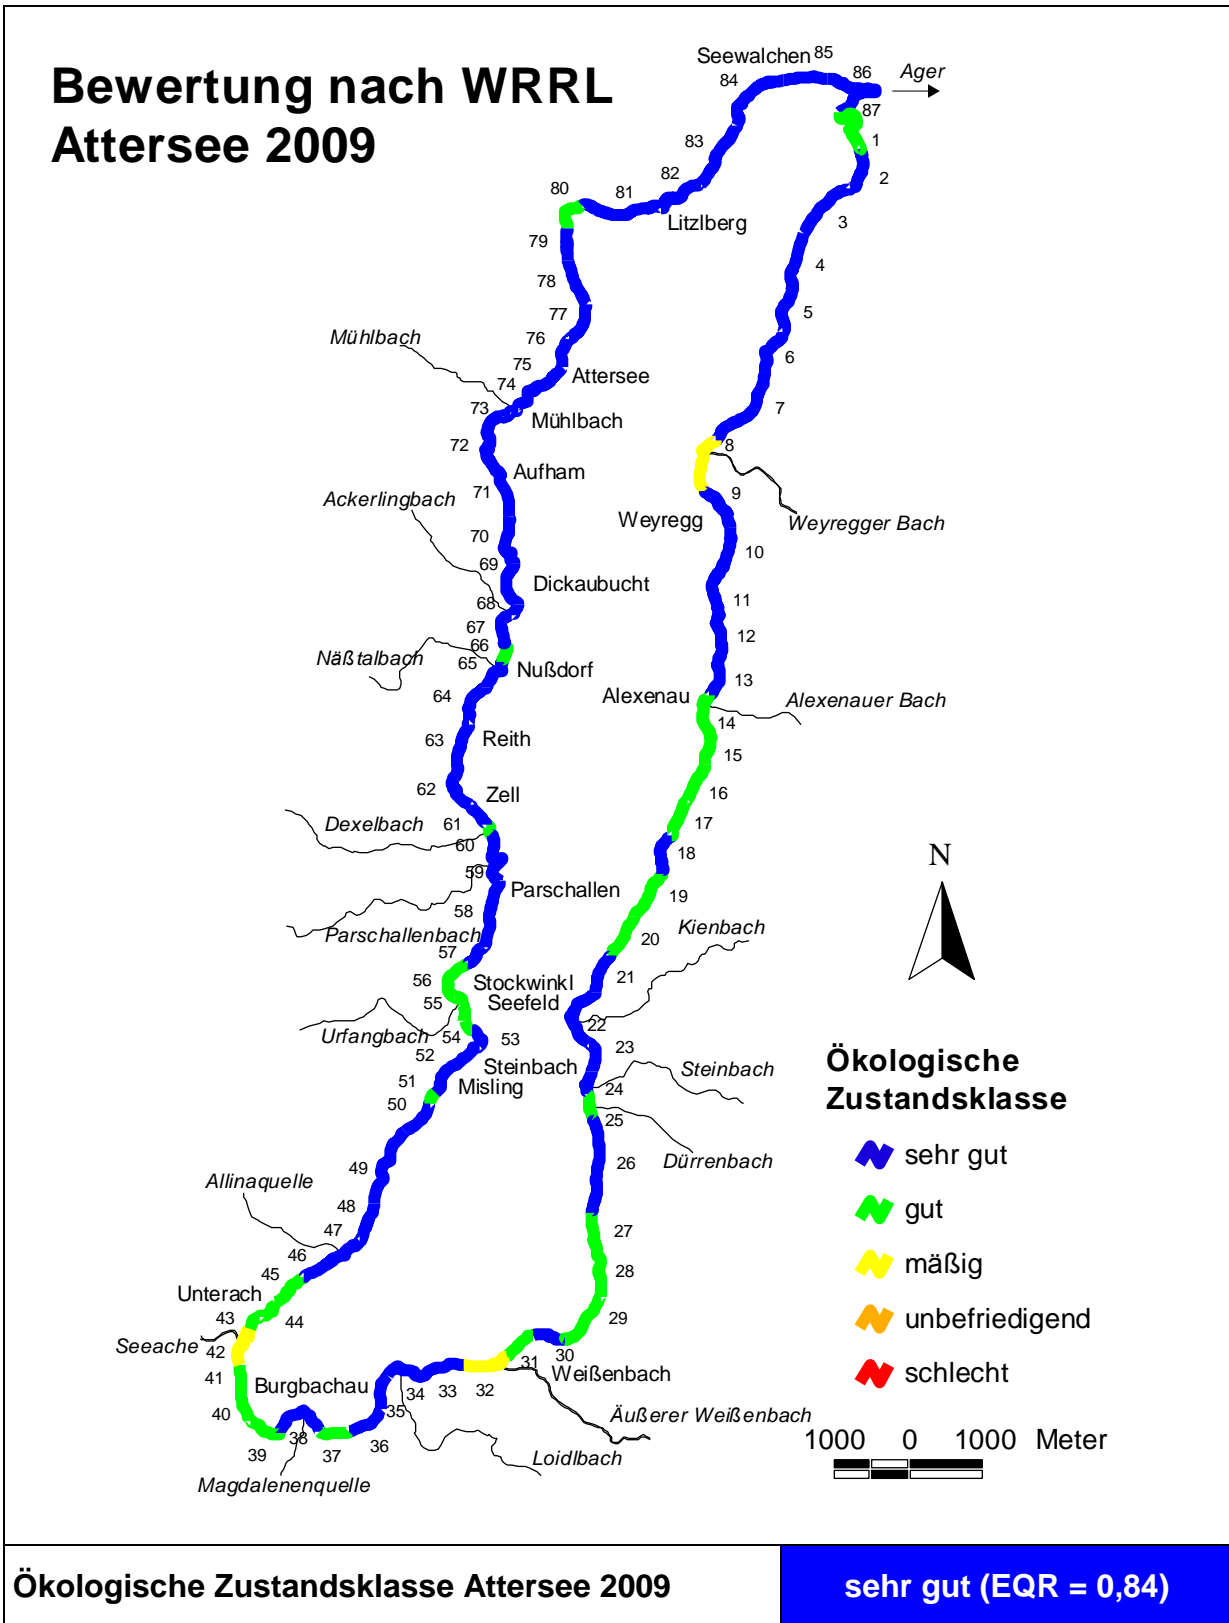 Bewertung nach WRRL
Attersee 2009
Seewalchen
85
84
86
Ager
87
1
83
2
82
81
80
3
Litzlberg
79
4
78
5
77
Mühlbach
76
6
75
Attersee
74
7
73
Mühlbach
72
8
Aufham
71
9
Ackerlingbach
Weyregg
Weyregger Bach
70
10
69
Dickaubucht
11
68
67
12
66
Näßtalbach
65
Nußdorf
13
64
Alexenau
Alexenauer Bach
14
63
Reith
15
62
Zell
16
61
Dexelbach
17
60
18
59
Parschallen
19
58
Parschallenbach
20
Kienbach
57
56
Stockwinkl
21
55
Seefeld
22
Urfangbach
54
53
23
52
Steinbach
Steinbach
51
Misling
24
50
25
26
Dürrenbach
49
Allinaquelle
48
47
27
46
28
45
Unterach
44
43
29
Seeache
42
30
31
41
Weißenbach
Burgbachau
34
33
32
40
35
Äußerer Weißenbach
39
38
37
36
Loidlbach
Magdalenenquelle
N
Ökologische
Zustandsklasse
sehr gut
gut
mäßig
unbefriedigend
schlecht
1000 0 1000 Meter
Ökologische Zustandsklasse Attersee 2009
sehr gut (EQR = 0,84)